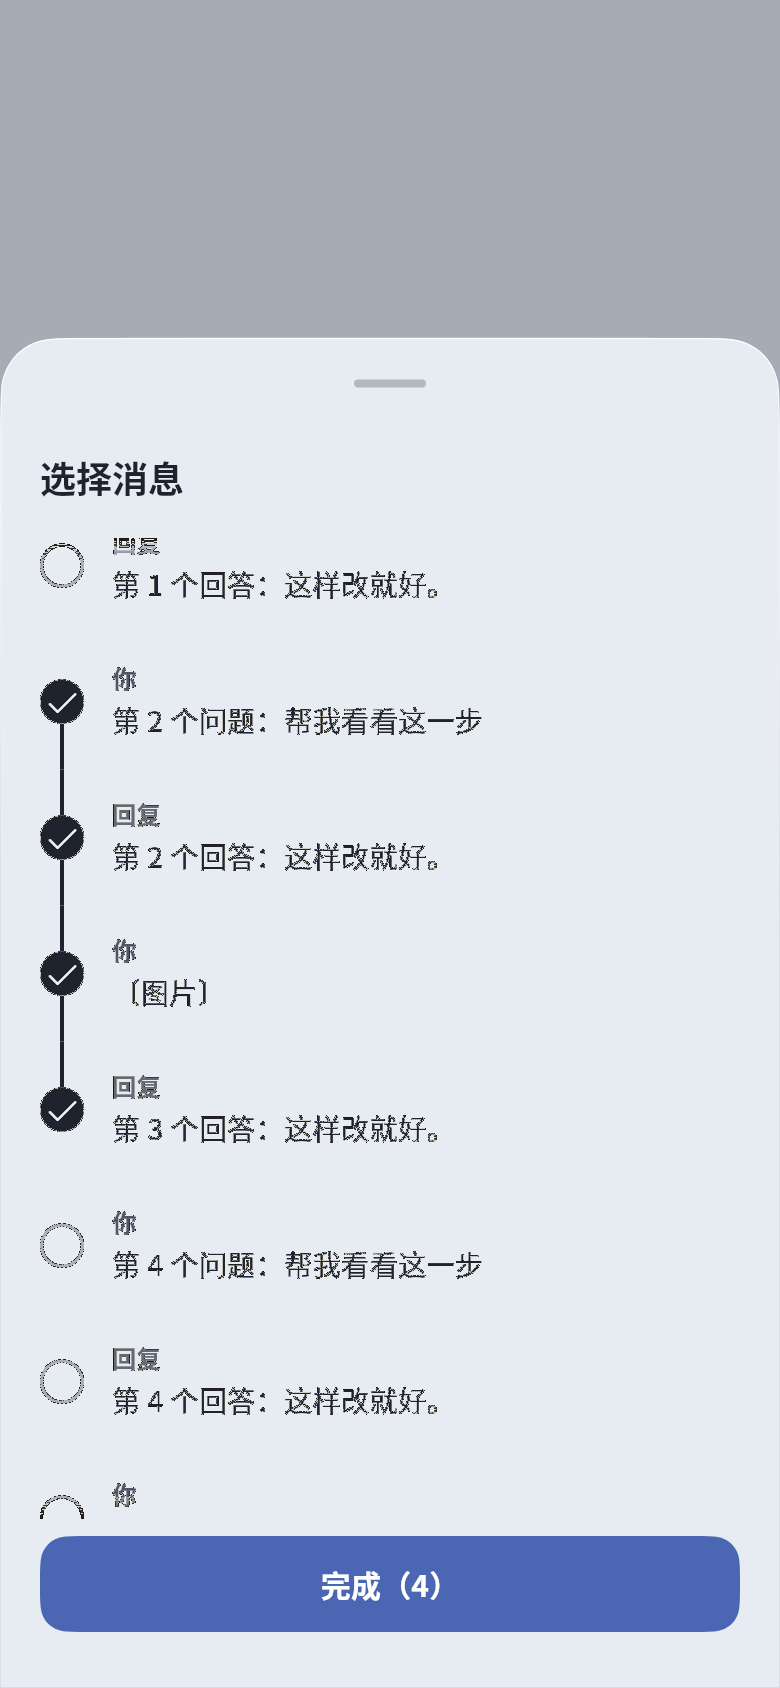 选择消息
回复
第 1 个回答：这样改就好。
你
第 2 个问题：帮我看看这一步
回复
第 2 个回答：这样改就好。
你
〔图片〕
回复
第 3 个回答：这样改就好。
你
第 4 个问题：帮我看看这一步
回复
第 4 个回答：这样改就好。
你
完成（4）